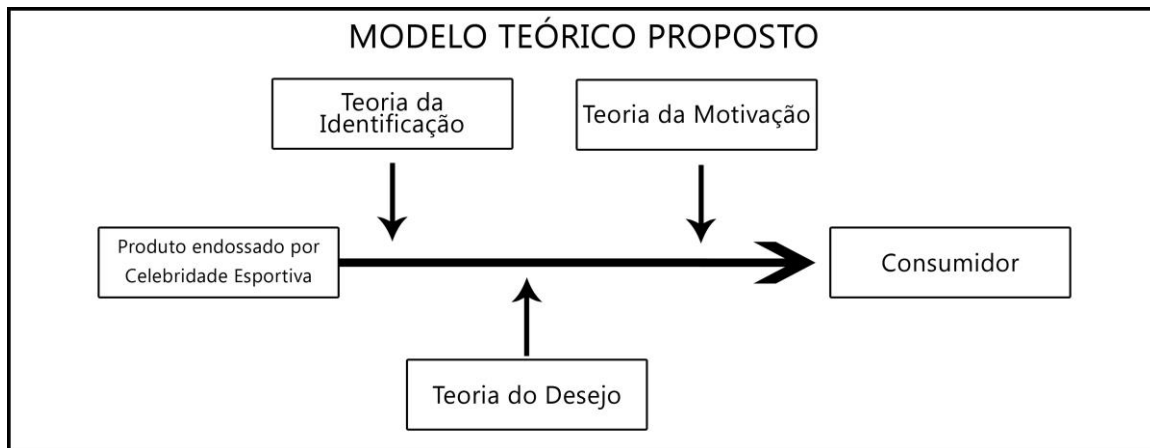 MODELO TEÓRICO PROPOSTO
Teoria da
Identificação
Teoria da Motivação
Produto endossado por
Celebridade Esportiva
Consumidor
Teoria do Desejo